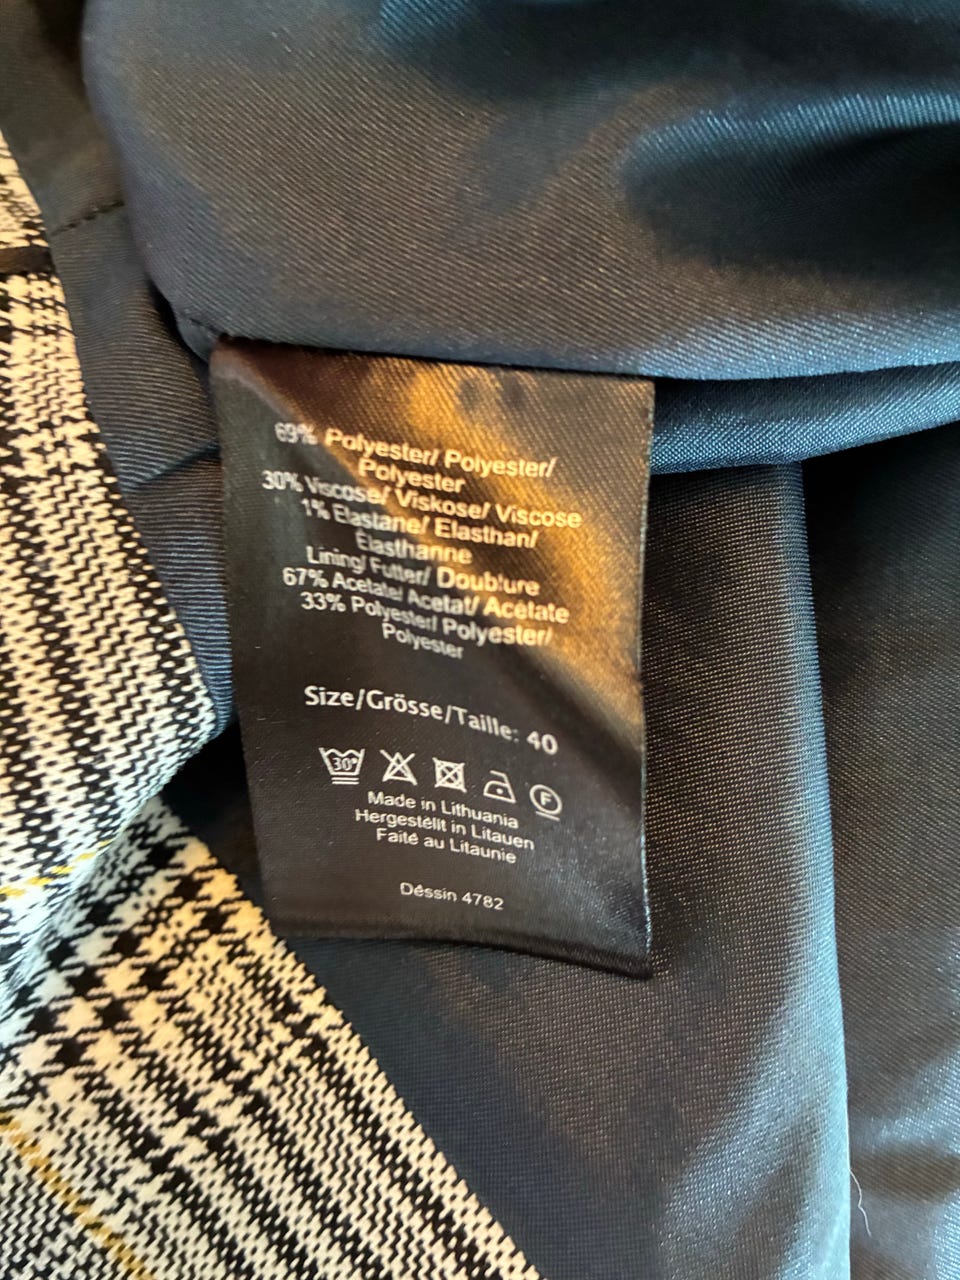 69% Polyester/ Polyester/
Polyester
30% Viscose/ Viskose/ Viscose
1% Elastane/ Elasthan/
Élasthanne
Lining/ Futter/ Doublure
67% Acetate/ Acetat/ Acétate
33% Polyester/ Polyester/
Polyester
Size/Grösse/Taille: 40
30°
F
Made in Lithuania
Hergestéllt in Litauen
Faité au Litaunie
Déssin 4782